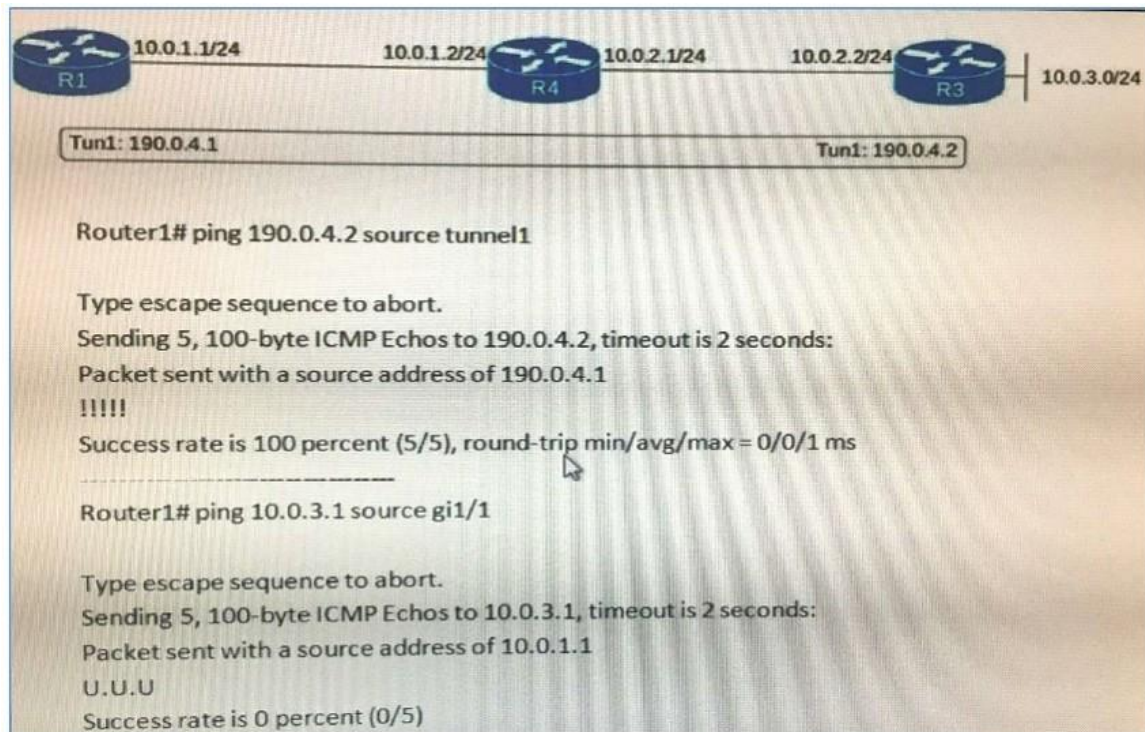 10.0.1.1/24 10.0.1.2/24 10.0.2.1/24 10.0.2.2/24 10.0.3.0/24
R1 R4 R3
Tun1: 190.0.4.1 Tun1: 190.0.4.2
Router1# ping 190.0.4.2 source tunnel1
Type escape sequence to abort.
Sending 5, 100-byte ICMP Echos to 190.0.4.2, timeout is 2 seconds:
Packet sent with a source address of 190.0.4.1
!!!!!
Success rate is 100 percent (5/5), round-trip min/avg/max = 0/0/1 ms
--------------------------------
Router1# ping 10.0.3.1 source gi1/1
Type escape sequence to abort.
Sending 5, 100-byte ICMP Echos to 10.0.3.1, timeout is 2 seconds:
Packet sent with a source address of 10.0.1.1
U.U.U
Success rate is 0 percent (0/5)